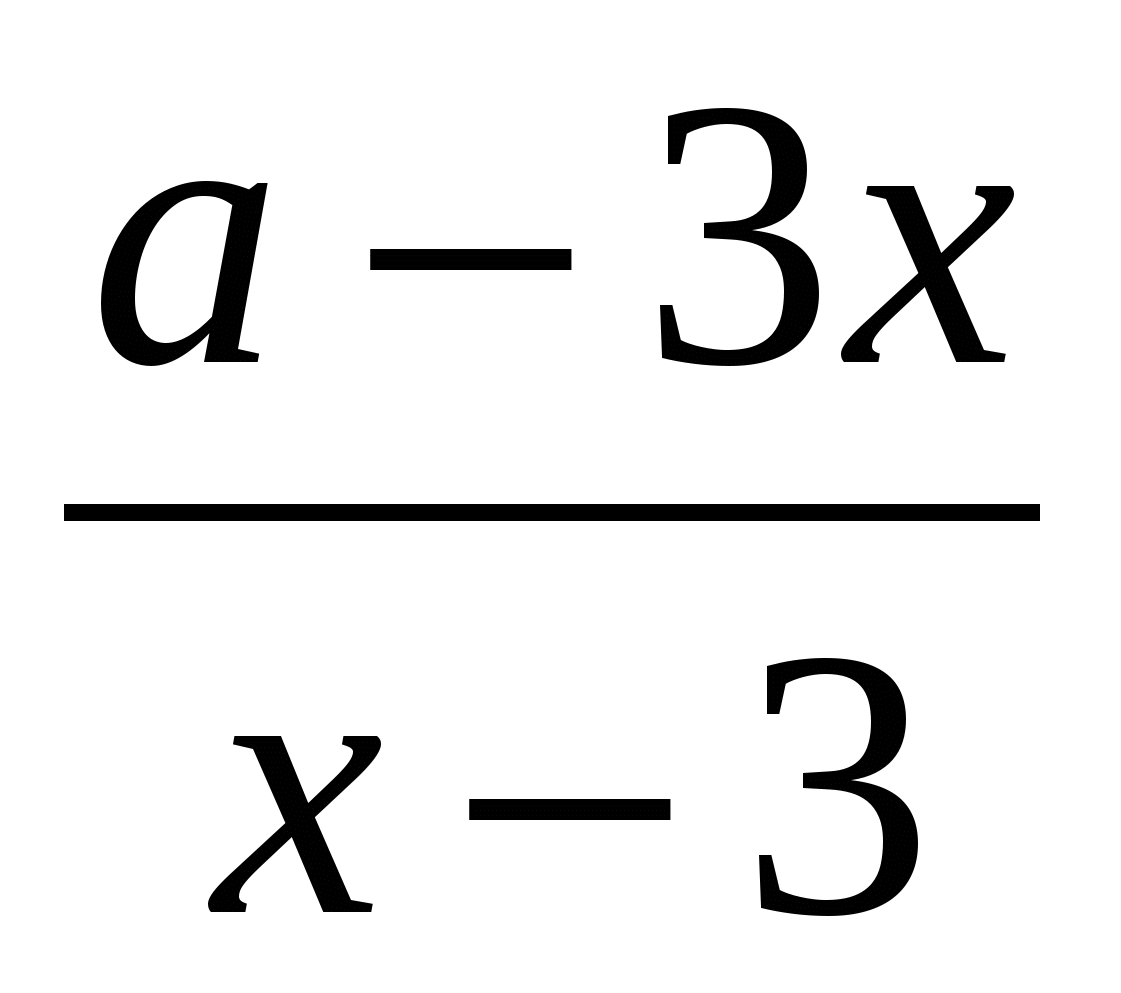 a − 3x
x − 3